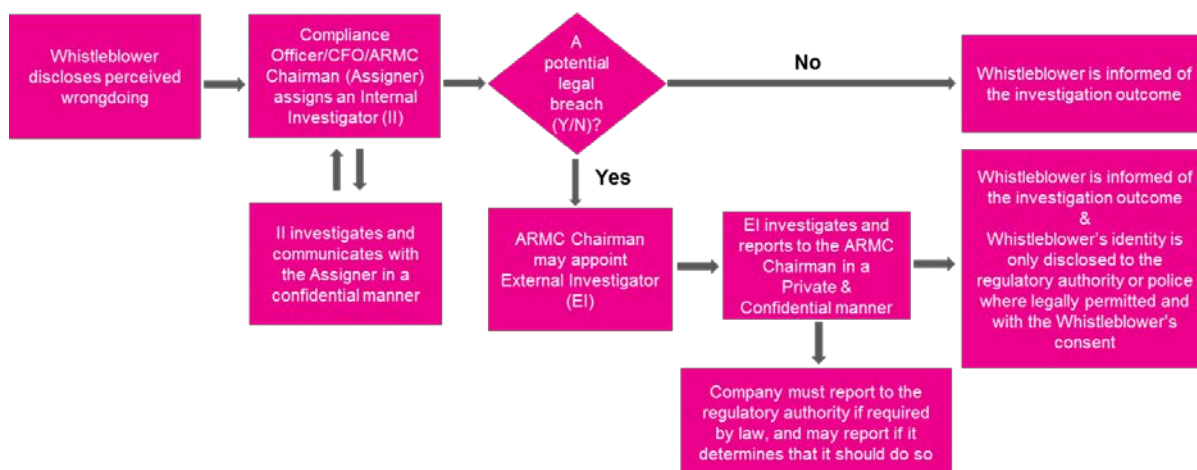 Whistleblower
discloses perceived
wrongdoing
Compliance
Officer/CFO/ARMC
Chairman (Assigner)
assigns an Internal
Investigator (II)
II investigates and
communicates with
the Assigner in a
confidential manner
A
potential
legal
breach
(Y/N)?
No
Whistleblower is informed of
the investigation outcome
Yes
ARMC Chairman
may appoint
External Investigator
(EI)
EI investigates and
reports to the ARMC
Chairman in a
Private &
Confidential manner
Whistleblower is informed of
the investigation outcome
&
Whistleblower's identity is
only disclosed to the
regulatory authority or police
where legally permitted and
with the Whistleblower's
consent
Company must report to the
regulatory authority if required
by law, and may report if it
determines that it should do so